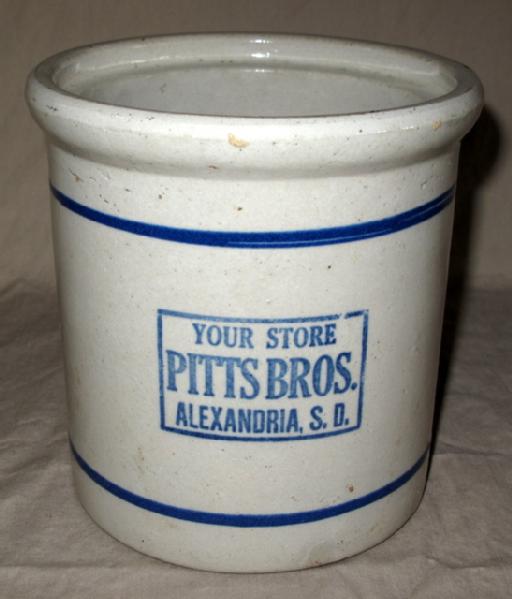 YOUR STORE
PITTS BROS.
ALEXANDRIA, S. D.